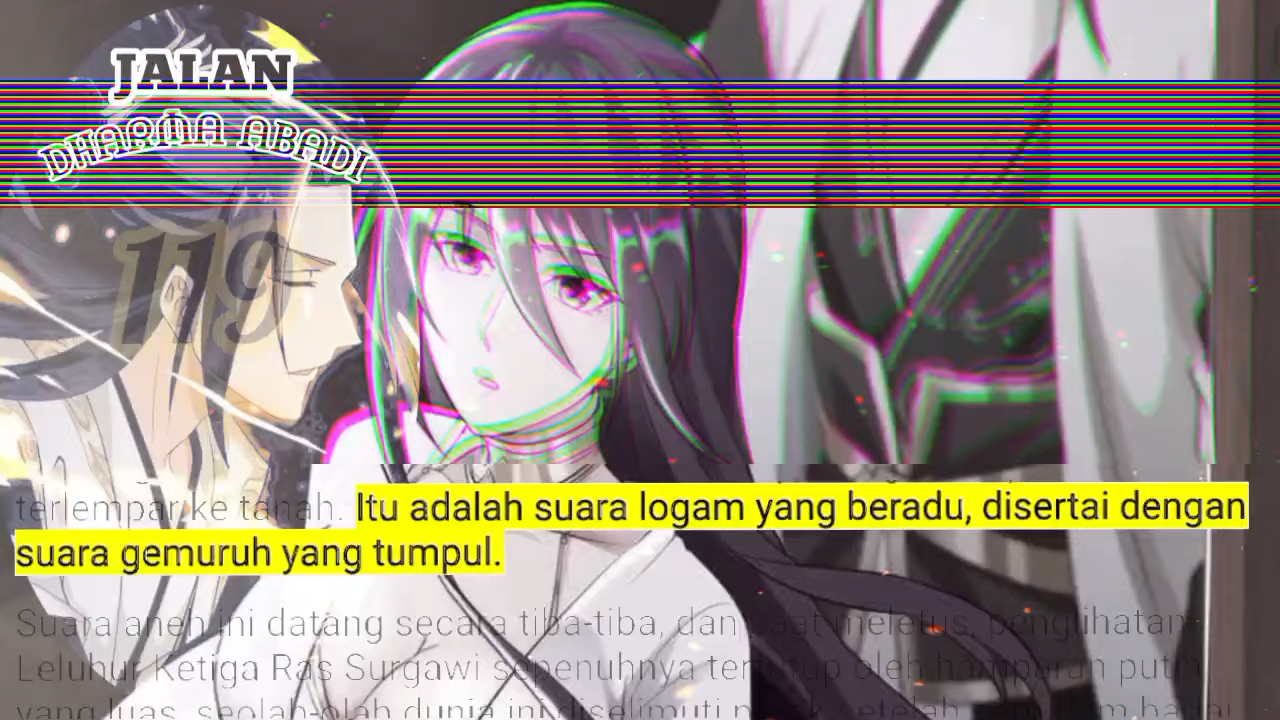 JALAN
DHARMA ABADI
119
terlempar ke tanah. Itu adalah suara logam yang beradu, disertai dengan
suara gemuruh yang tumpul.
Suara aneh ini datang secara tiba-tiba, dan saat meletus, penglihatan
Leluhur Ketiga Ras Surgawi sepenuhnya tertutup oleh hamparan putih
yang luas, seolah-olah dunia ini diselimuti